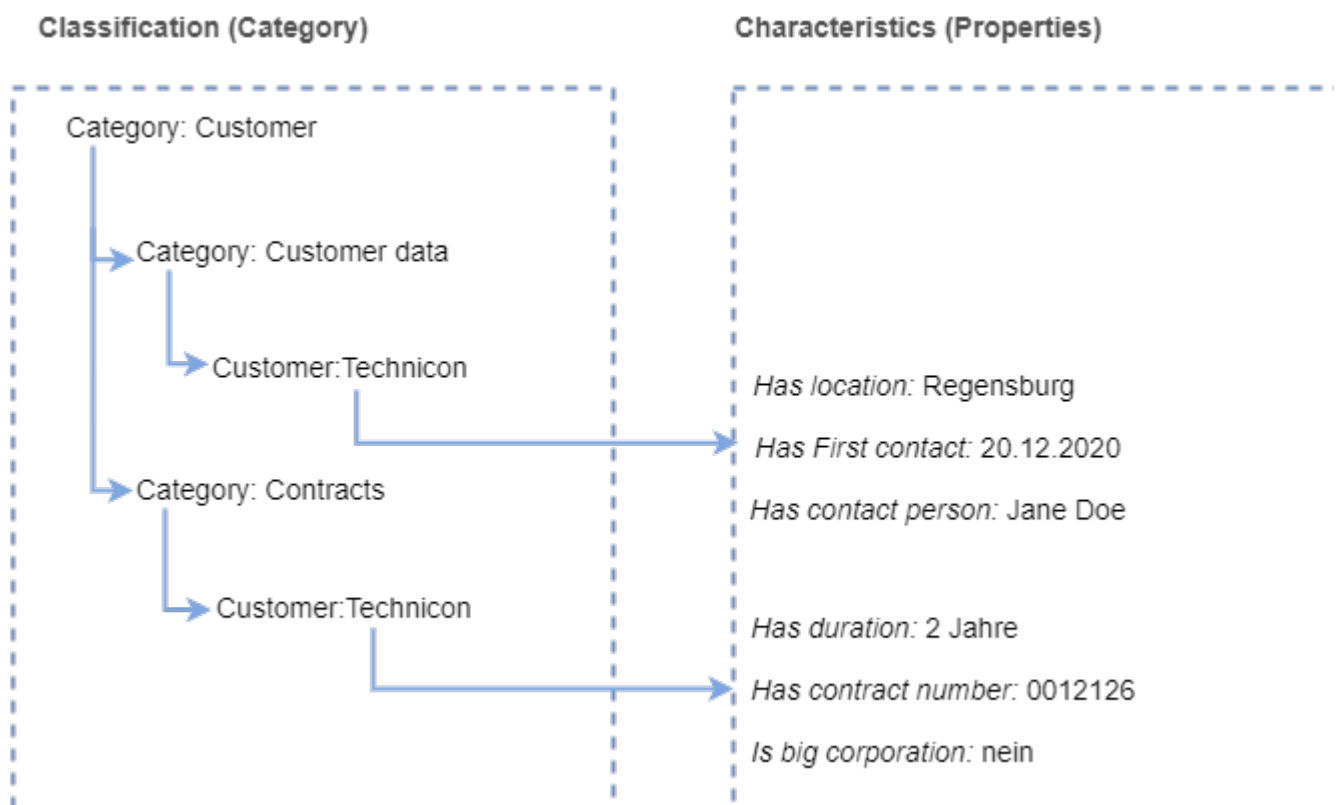 Classification (Category)
Characteristics (Properties)
Category: Customer
Category: Customer data
Customer:Technicon
Category: Contracts
Customer:Technicon
Has location: Regensburg
Has First contact: 20.12.2020
Has contact person: Jane Doe
Has duration: 2 Jahre
Has contract number: 0012126
Is big corporation: nein